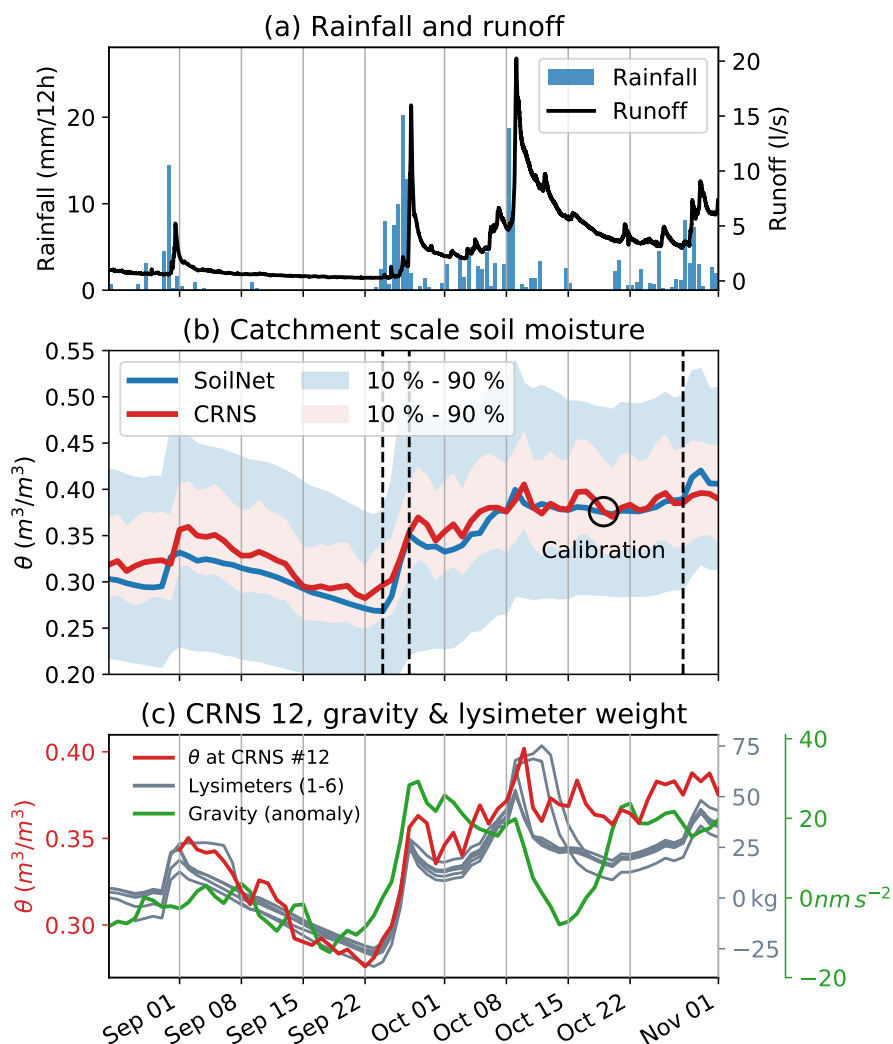 (a) Rainfall and runoff
Rainfall (mm/12h)
20
10
0
Rainfall
Runoff
20
15
10
5
0
Runoff (l/s)
(b) Catchment scale soil moisture
θ (m³/m³)
0.55
0.50
0.45
0.40
0.35
0.30
0.25
0.20
SoilNet 10 % - 90 %
CRNS 10 % - 90 %
Calibration
(c) CRNS 12, gravity & lysimeter weight
θ (m³/m³)
0.40
0.35
0.30
θ at CRNS #12
Lysimeters (1-6)
Gravity (anomaly)
75
50
25
0 kg
−25
40
20
0 nm s⁻²
−20
Sep 01 Sep 08 Sep 15 Sep 22 Oct 01 Oct 08 Oct 15 Oct 22 Nov 01